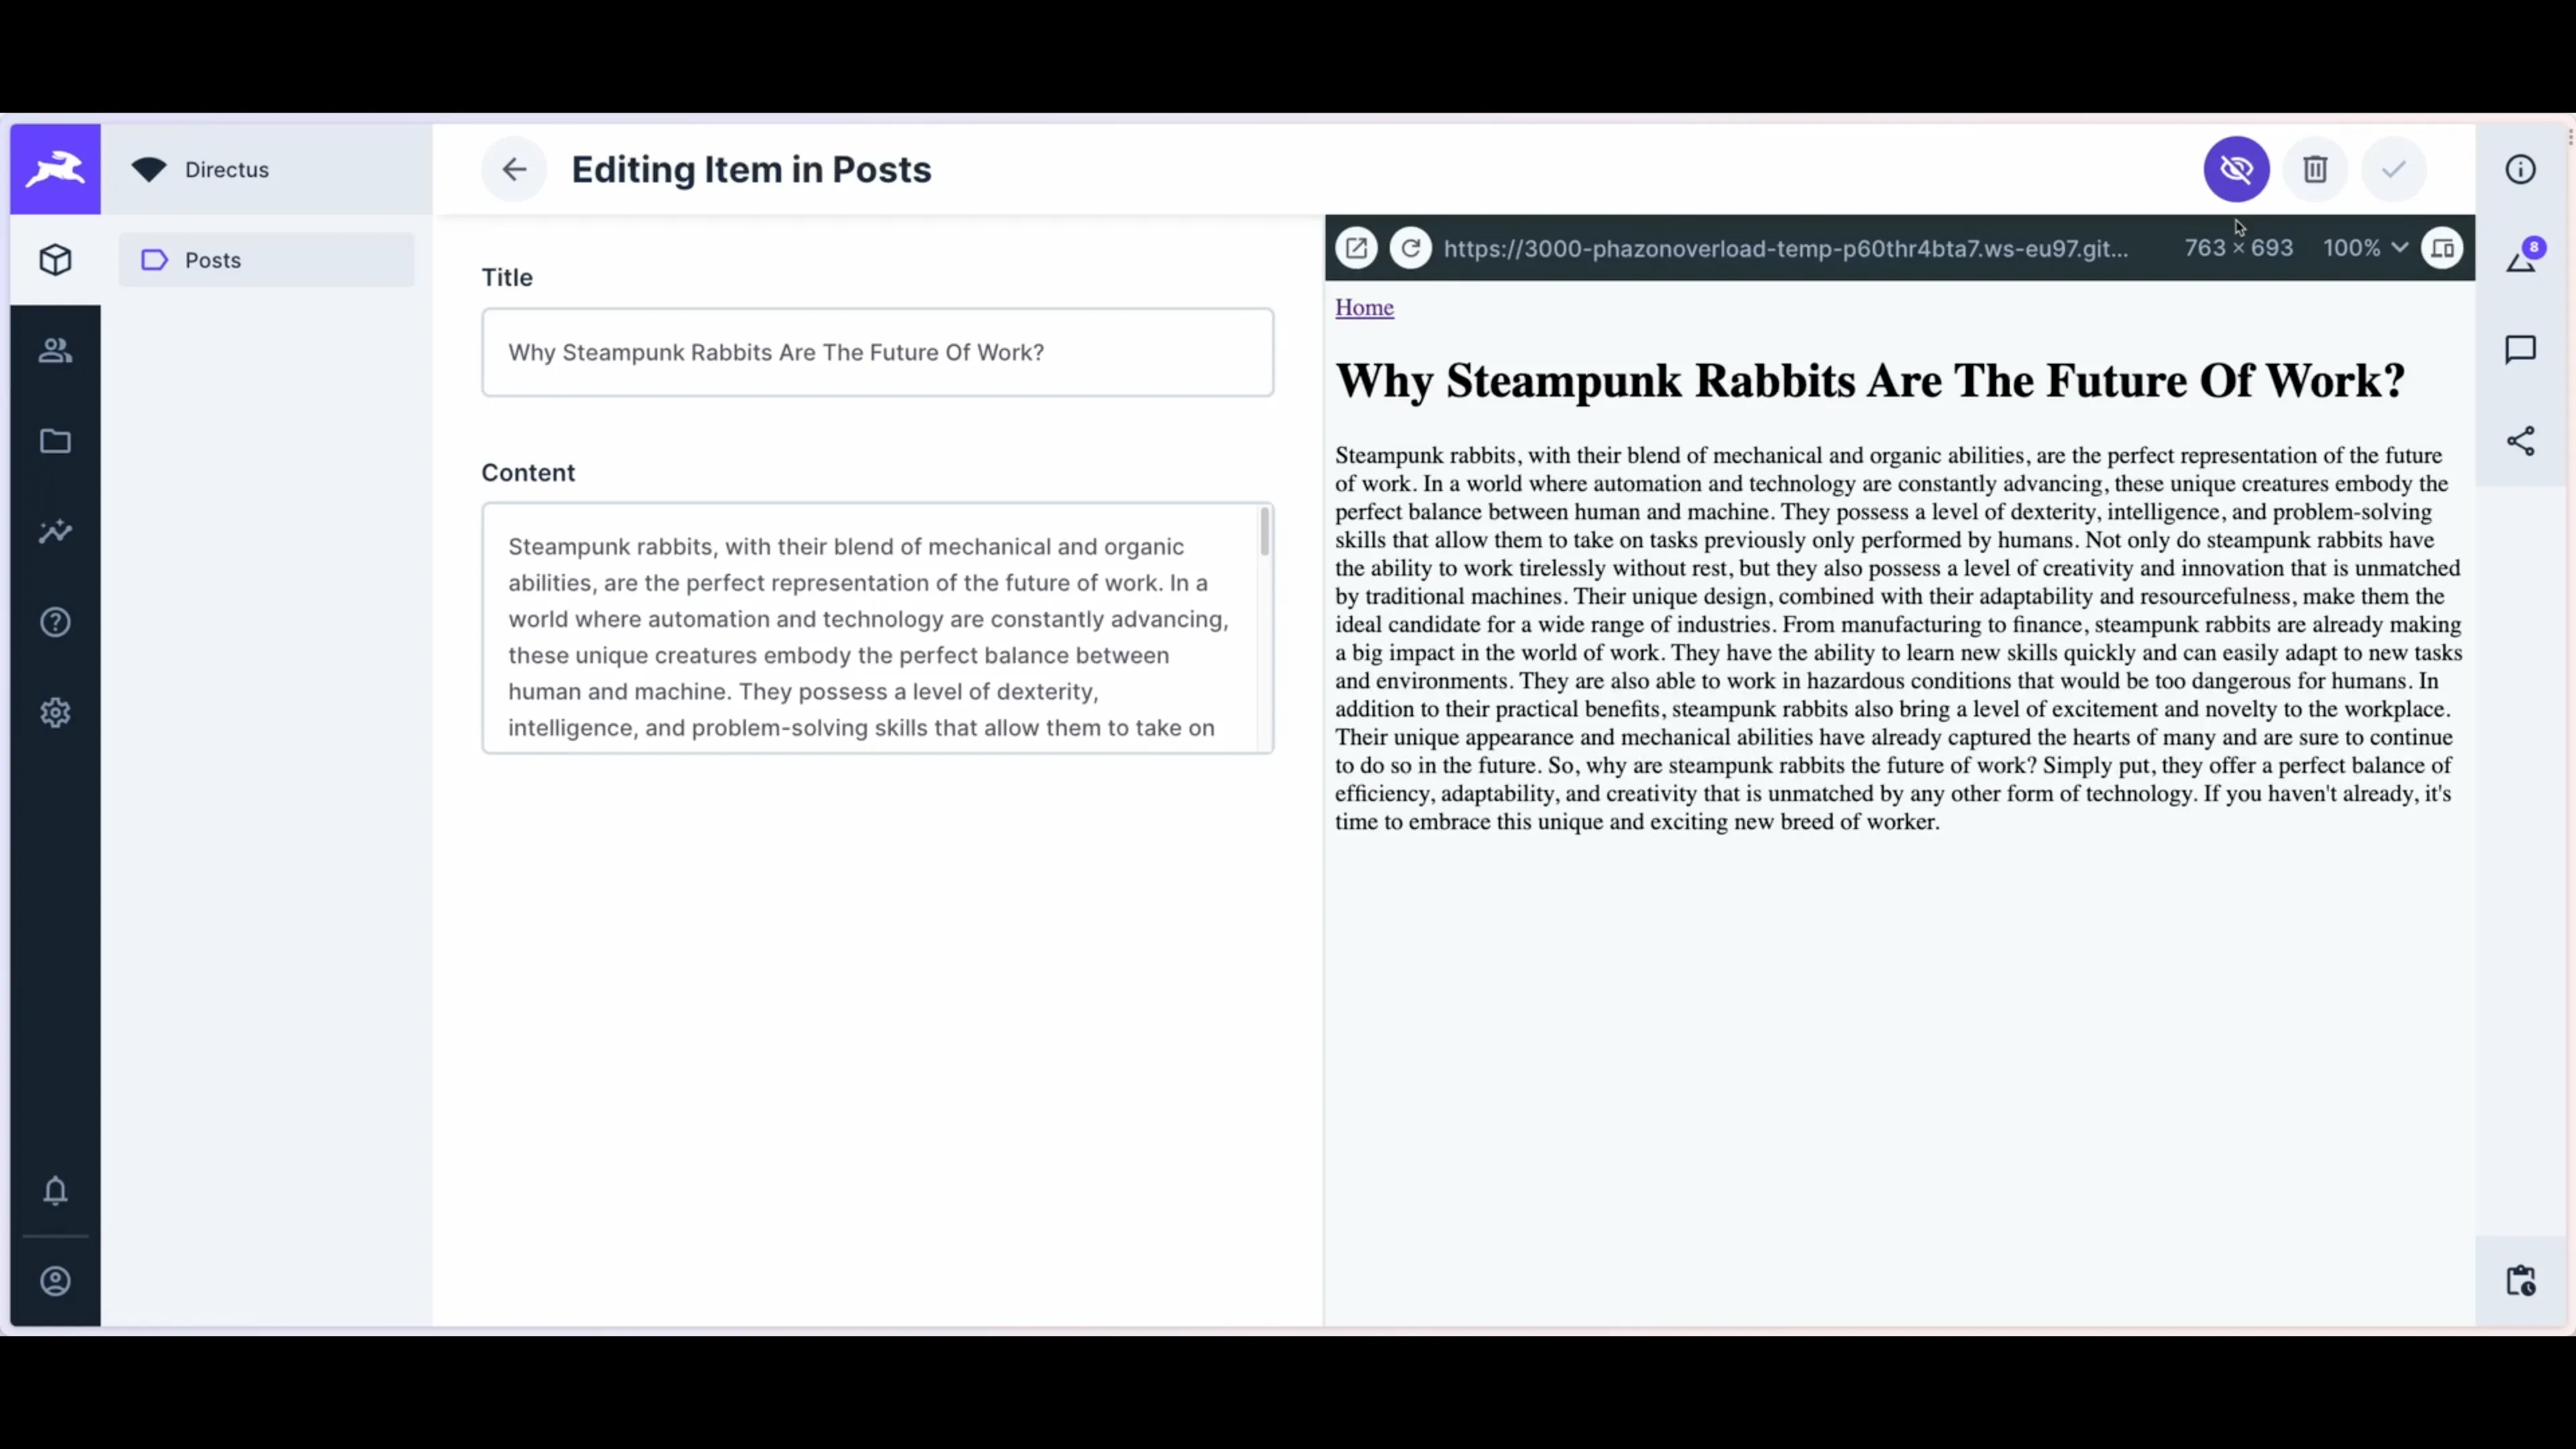 Directus
Editing Item in Posts
Posts
8
https://3000-phazonoverload-temp-p60thr4bta7.ws-eu97.git...
763 × 693
100%
Title
Why Steampunk Rabbits Are The Future Of Work?
Content
Steampunk rabbits, with their blend of mechanical and organic
abilities, are the perfect representation of the future of work. In a
world where automation and technology are constantly advancing,
these unique creatures embody the perfect balance between
human and machine. They possess a level of dexterity,
intelligence, and problem-solving skills that allow them to take on
Home
Why Steampunk Rabbits Are The Future Of Work?
Steampunk rabbits, with their blend of mechanical and organic abilities, are the perfect representation of the future
of work. In a world where automation and technology are constantly advancing, these unique creatures embody the
perfect balance between human and machine. They possess a level of dexterity, intelligence, and problem-solving
skills that allow them to take on tasks previously only performed by humans. Not only do steampunk rabbits have
the ability to work tirelessly without rest, but they also possess a level of creativity and innovation that is unmatched
by traditional machines. Their unique design, combined with their adaptability and resourcefulness, make them the
ideal candidate for a wide range of industries. From manufacturing to finance, steampunk rabbits are already making
a big impact in the world of work. They have the ability to learn new skills quickly and can easily adapt to new tasks
and environments. They are also able to work in hazardous conditions that would be too dangerous for humans. In
addition to their practical benefits, steampunk rabbits also bring a level of excitement and novelty to the workplace.
Their unique appearance and mechanical abilities have already captured the hearts of many and are sure to continue
to do so in the future. So, why are steampunk rabbits the future of work? Simply put, they offer a perfect balance of
efficiency, adaptability, and creativity that is unmatched by any other form of technology. If you haven't already, it's
time to embrace this unique and exciting new breed of worker.